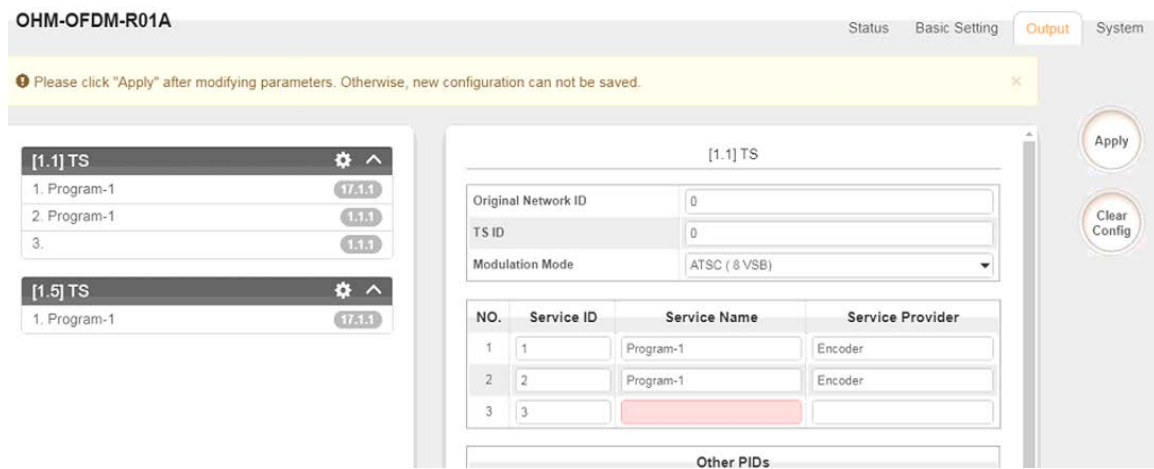 OHM-OFDM-R01A
Status Basic Setting Output System
Please click "Apply" after modifying parameters. Otherwise, new configuration can not be saved. ×
Apply
Clear
Config
[1.1] TS
1. Program-1 17.1.1
2. Program-1 1.1.1
3. 1.1.1
[1.5] TS
1. Program-1 17.1.1
[1.1] TS
Original Network ID 0
TS ID 0
Modulation Mode ATSC ( 8 VSB)
NO. Service ID Service Name Service Provider
1 1 Program-1 Encoder
2 2 Program-1 Encoder
3 3
Other PIDs